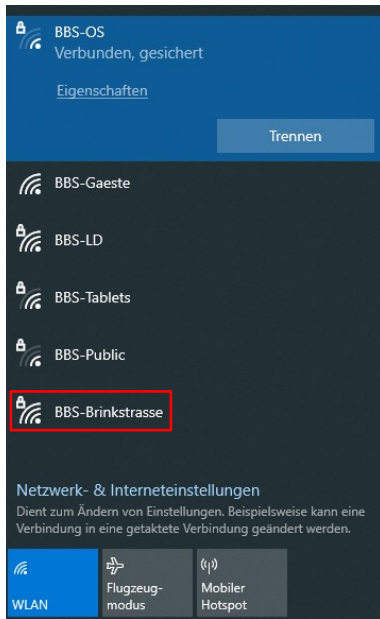 BBS-OS
Verbunden, gesichert
Eigenschaften
Trennen
BBS-Gaeste
BBS-LD
BBS-Tablets
BBS-Public
BBS-Brinkstrasse
Netzwerk- & Interneteinstellungen
Dient zum Ändern von Einstellungen. Beispielsweise kann eine
Verbindung in eine getaktete Verbindung geändert werden.
WLAN
Flugzeug-
modus
Mobiler
Hotspot